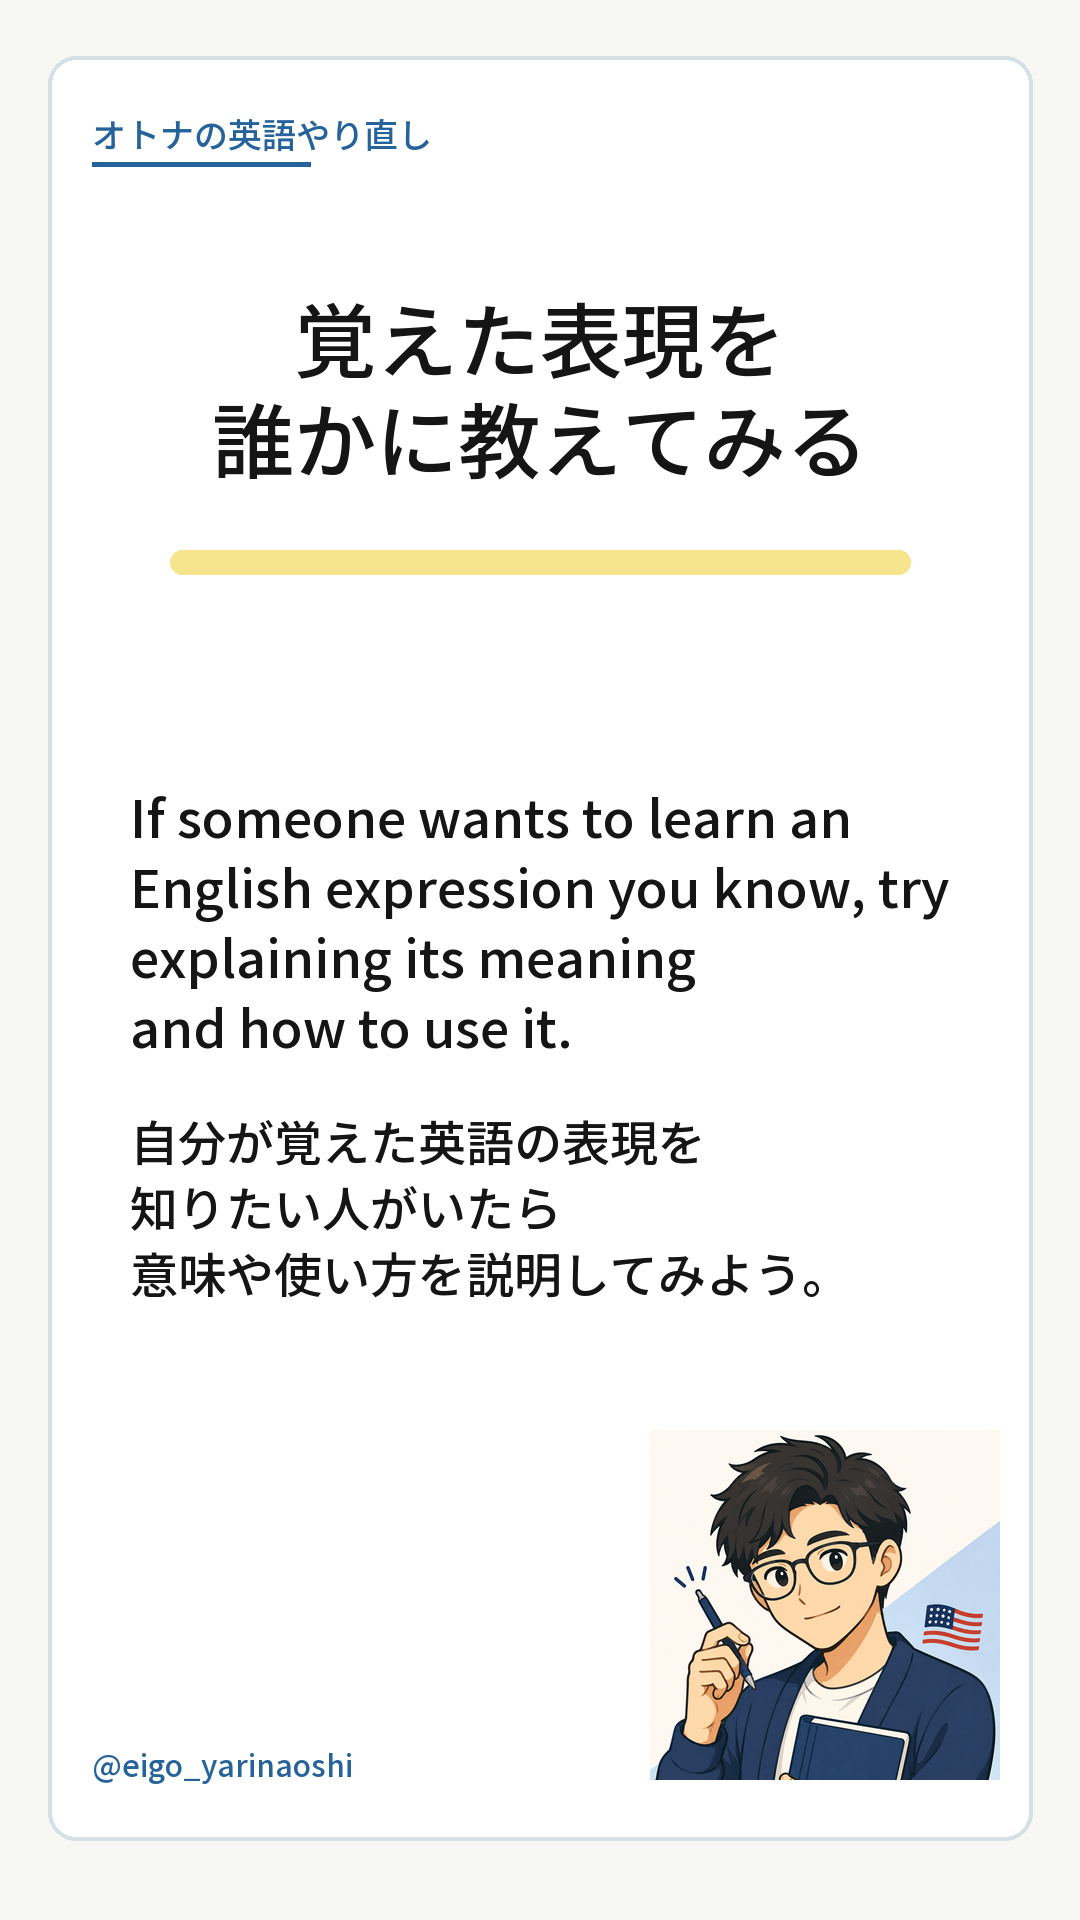 オトナの英語やり直し
覚えた表現を
誰かに教えてみる
If someone wants to learn an
English expression you know, try
explaining its meaning
and how to use it.
自分が覚えた英語の表現を
知りたい人がいたら
意味や使い方を説明してみよう。
@eigo_yarinaoshi